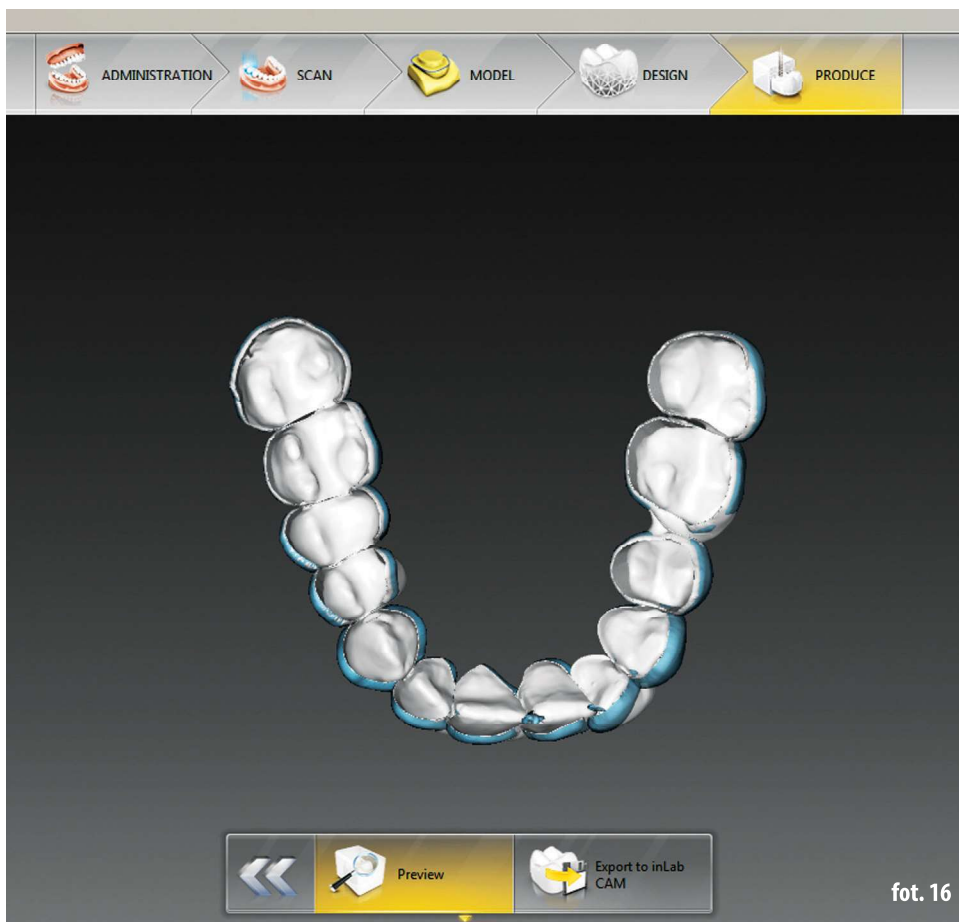 ADMINISTRATION
SCAN
MODEL
DESIGN
PRODUCE
Preview
Export to inLab
CAM
fot. 16